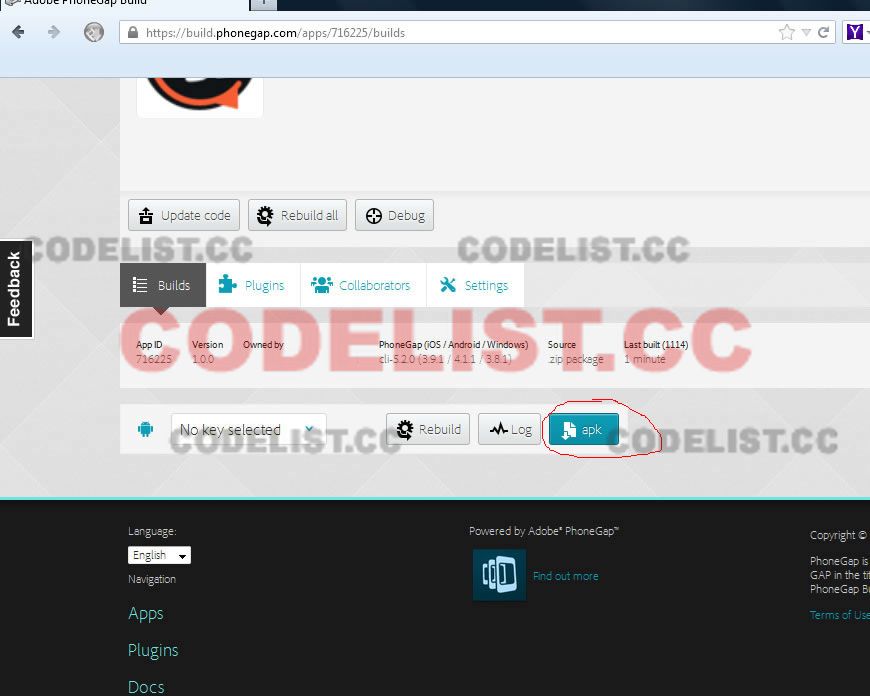 Adobe PhoneGap Build
https://build.phonegap.com/apps/716225/builds
Update code
Rebuild all
Debug
CODELIST.CC
CODELIST.CC
Feedback
Builds
Plugins
Collaborators
Settings
CODELIST.CC
App ID
Version
Owned by
PhoneGap (iOS / Android / Windows)
Source
Last built (1114)
716225
1.0.0
cli-5.2.0 (3.9.1 / 4.1.1 / 3.8.1)
.zip package
1 minute
No key selected
Rebuild
Log
apk
CODELIST.CC
CODELIST.CC
Language:
English
Navigation
Apps
Plugins
Docs
Powered by Adobe® PhoneGap™
Find out more
Copyright ©
PhoneGap is
GAP in the
PhoneGap
Terms of